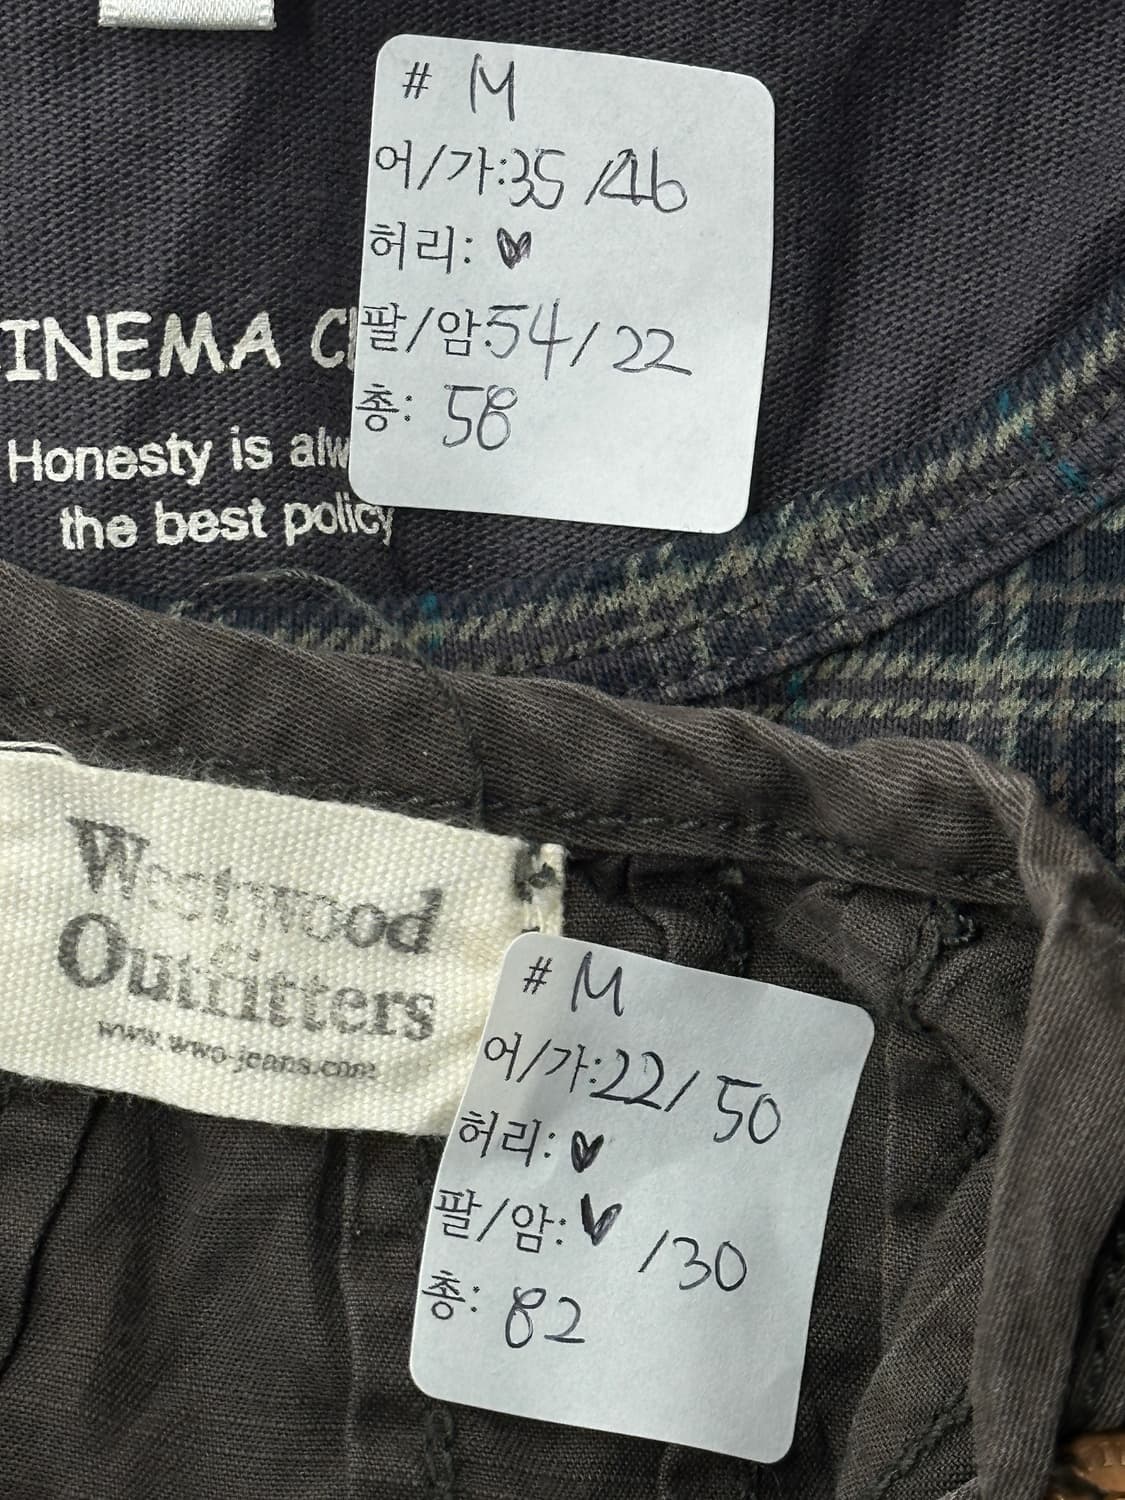 # M
어/가:35/46
허리: ♥
팔/암:54/22
총: 58
INEMA C
Honesty is alw
the best policy
Westwood
Outfitters
www.wwo-jeans.com
# M
어/가:22/50
허리: ♥
팔/암: ♥/30
총: 82